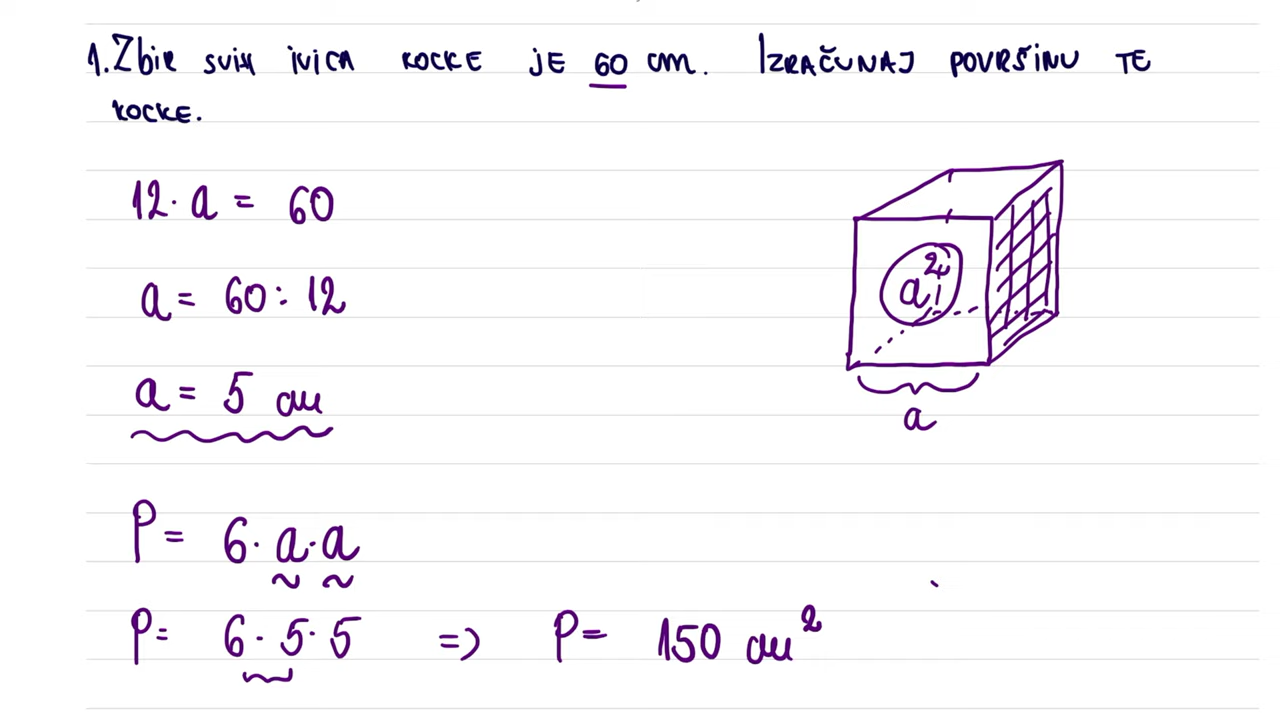 1. Zbir svih ivica kocke je 60 cm. Izračunaj površinu te
kocke.
12 · a = 60
a = 60 : 12
a = 5 cm
a²
a
P = 6 · a · a
P = 6 · 5 · 5 => P = 150 cm²